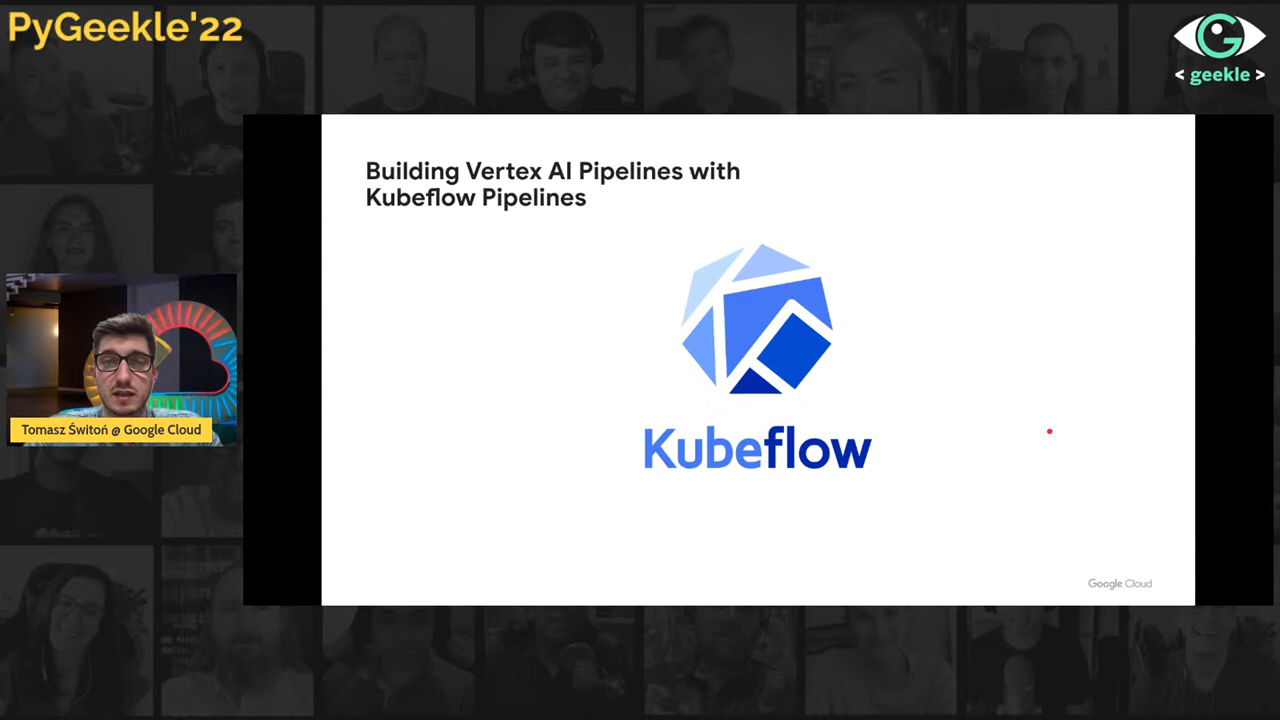 PyGeekle'22
G
< geekle >
Building Vertex AI Pipelines with
Kubeflow Pipelines
Kubeflow
Tomasz Świtoń @ Google Cloud
Google Cloud